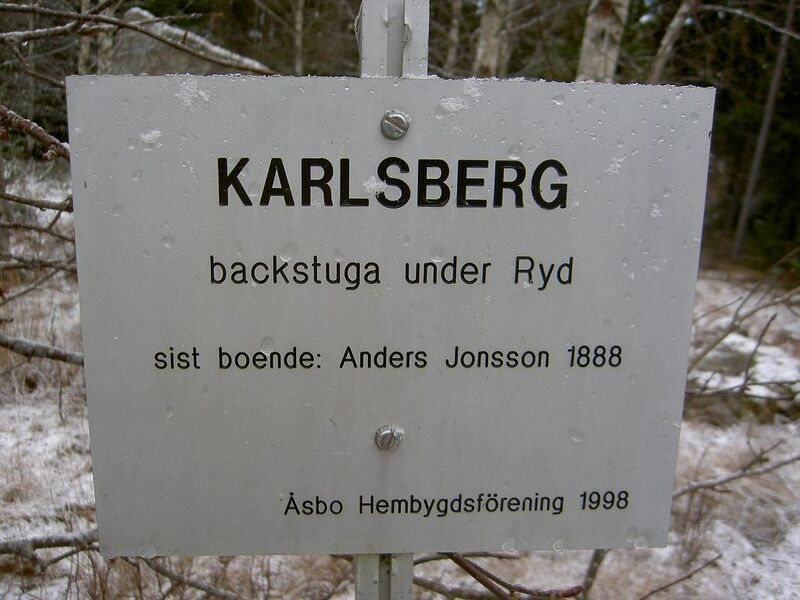 KARLSBERG
backstuga under Ryd
sist boende: Anders Jonsson 1888
Åsbo Hembygdsförening 1998